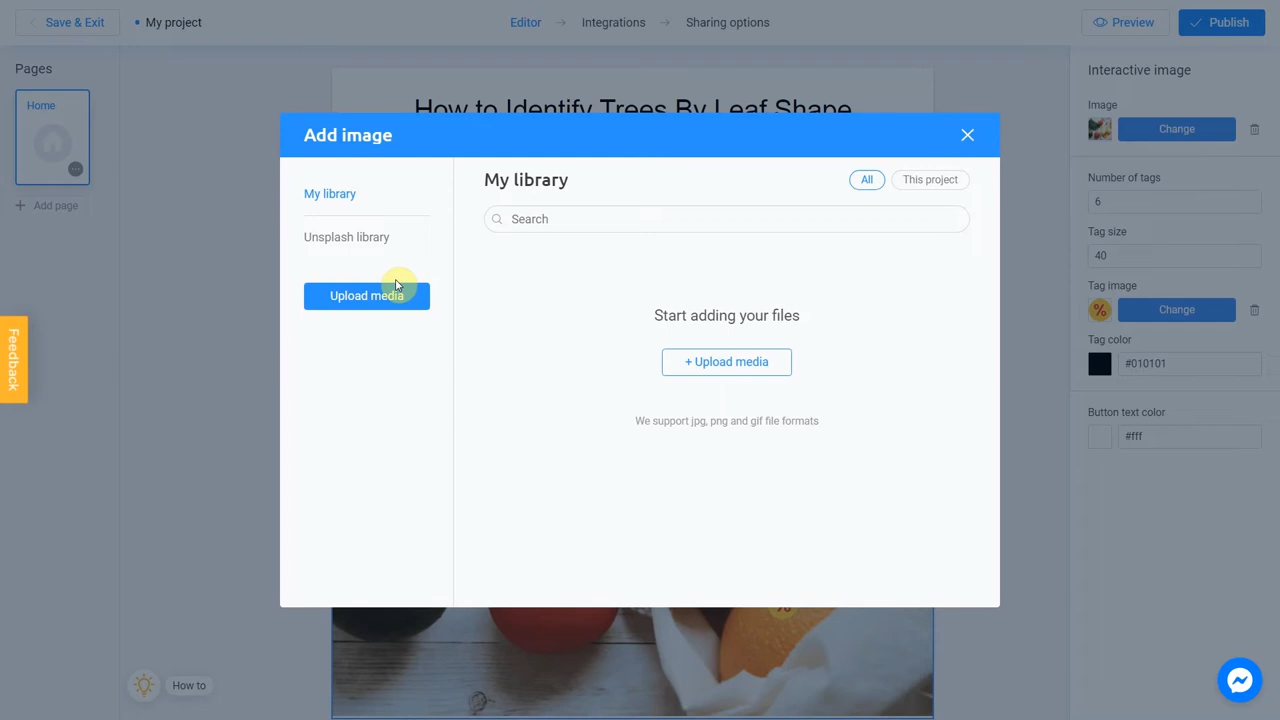 Save & Exit
My project
Editor
Integrations
Sharing options
Preview
Publish
Pages
Home
Add page
How to Identify Trees By Leaf Shape
Add image
My library
Unsplash library
Upload media
My library
All
This project
Search
Start adding your files
+ Upload media
We support jpg, png and gif file formats
Interactive image
Image
Change
Number of tags
6
Tag size
40
Tag image
%
Change
Tag color
#010101
Button text color
#fff
Feedback
%
How to